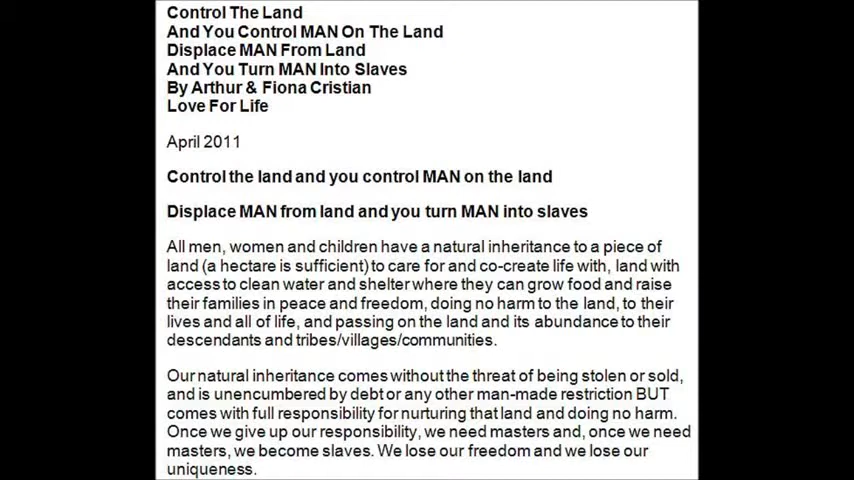 Control The Land
And You Control MAN On The Land
Displace MAN From Land
And You Turn MAN Into Slaves
By Arthur & Fiona Cristian
Love For Life
April 2011
Control the land and you control MAN on the land
Displace MAN from land and you turn MAN into slaves
All men, women and children have a natural inheritance to a piece of
land (a hectare is sufficient) to care for and co-create life with, land with
access to clean water and shelter where they can grow food and raise
their families in peace and freedom, doing no harm to the land, to their
lives and all of life, and passing on the land and its abundance to their
descendants and tribes/villages/communities.
Our natural inheritance comes without the threat of being stolen or sold,
and is unencumbered by debt or any other man-made restriction BUT
comes with full responsibility for nurturing that land and doing no harm.
Once we give up our responsibility, we need masters and, once we need
masters, we become slaves. We lose our freedom and we lose our
uniqueness.